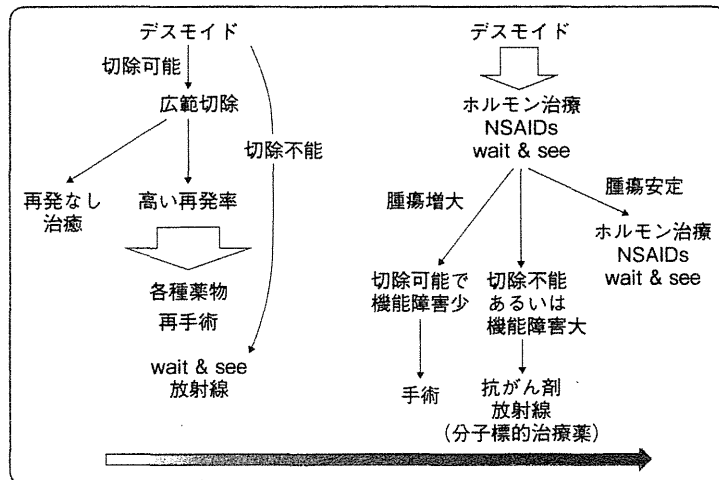 デスモイド
切除可能
広範切除
切除不能
再発なし
治癒
高い再発率
各種薬物
再手術
wait & see
放射線
デスモイド
ホルモン治療
NSAIDs
wait & see
腫瘍増大
腫瘍安定
ホルモン治療
NSAIDs
wait & see
切除可能で
機能障害少
切除不能
あるいは
機能障害大
手術
抗がん剤
放射線
(分子標的治療薬)